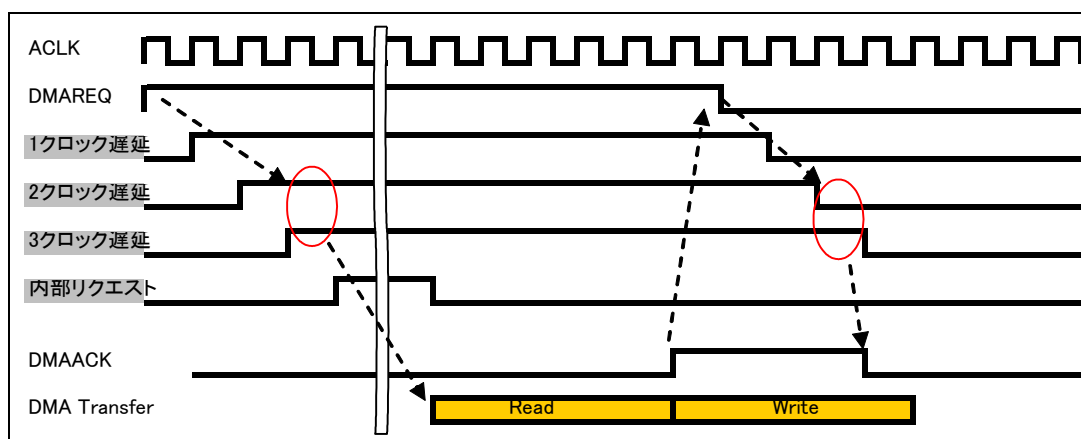 ACLK
DMAREQ
1クロック遅延
2クロック遅延
3クロック遅延
内部リクエスト
DMAACK
DMA Transfer
Read
Write